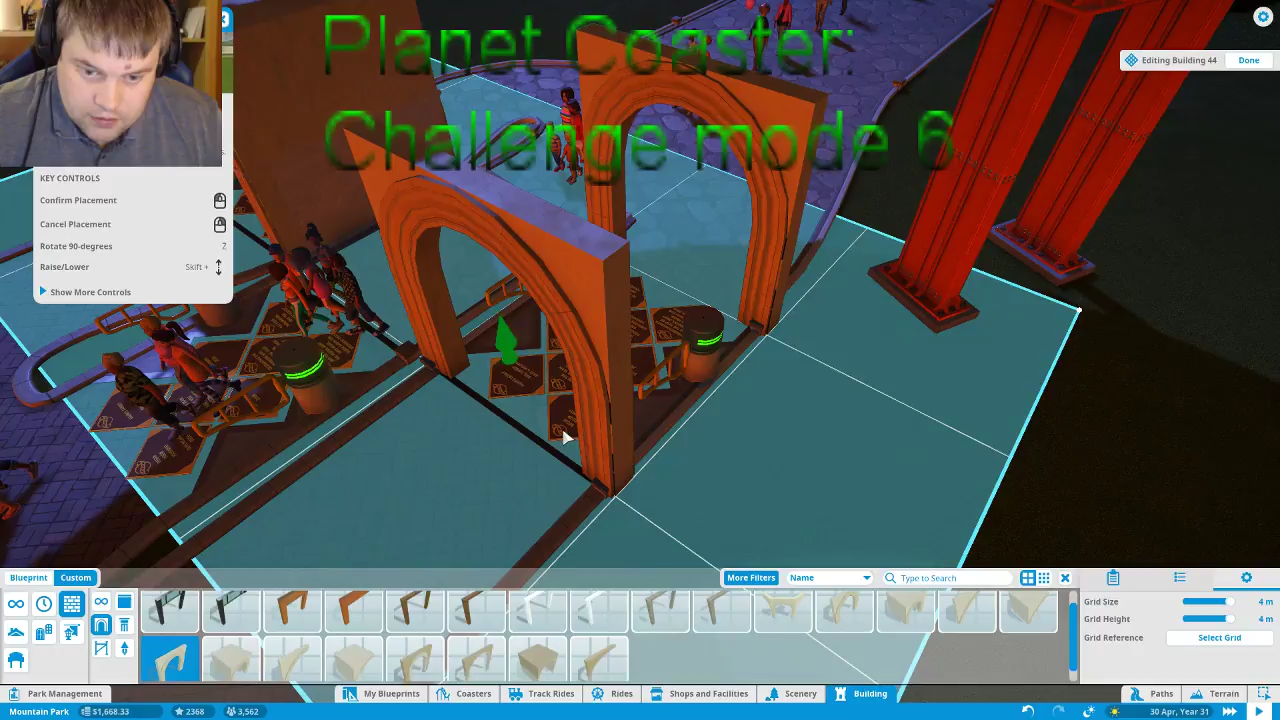 Planet Coaster:
Challenge mode 6
Editing Building 44
Done
KEY CONTROLS
Confirm Placement
Cancel Placement
Rotate 90-degrees Z
Raise/Lower Skift +
Show More Controls
Blueprint Custom
More Filters Name Type to Search
Grid Size 4 m
Grid Height 4 m
Grid Reference Select Grid
Park Management My Blueprints Coasters Track Rides Rides Shops and Facilities Scenery Building Paths Terrain
Mountain Park $1,668.33 2368 3,562 30 Apr, Year 31